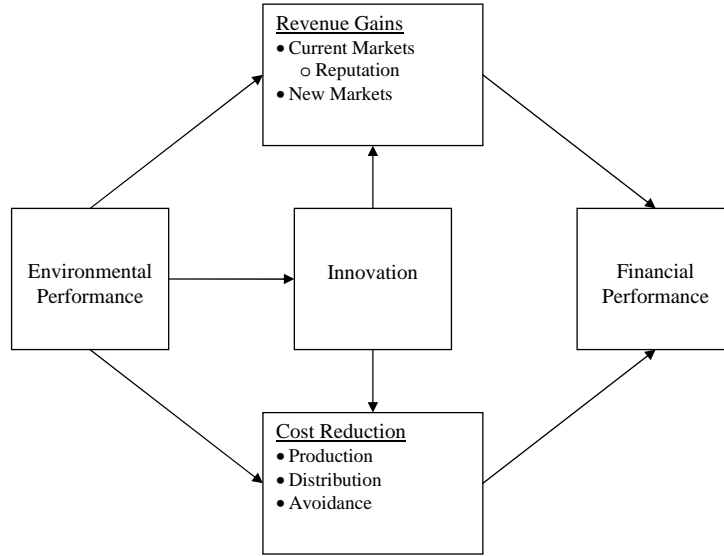 Revenue Gains
• Current Markets
o Reputation
• New Markets
Environmental
Performance
Innovation
Financial
Performance
Cost Reduction
• Production
• Distribution
• Avoidance